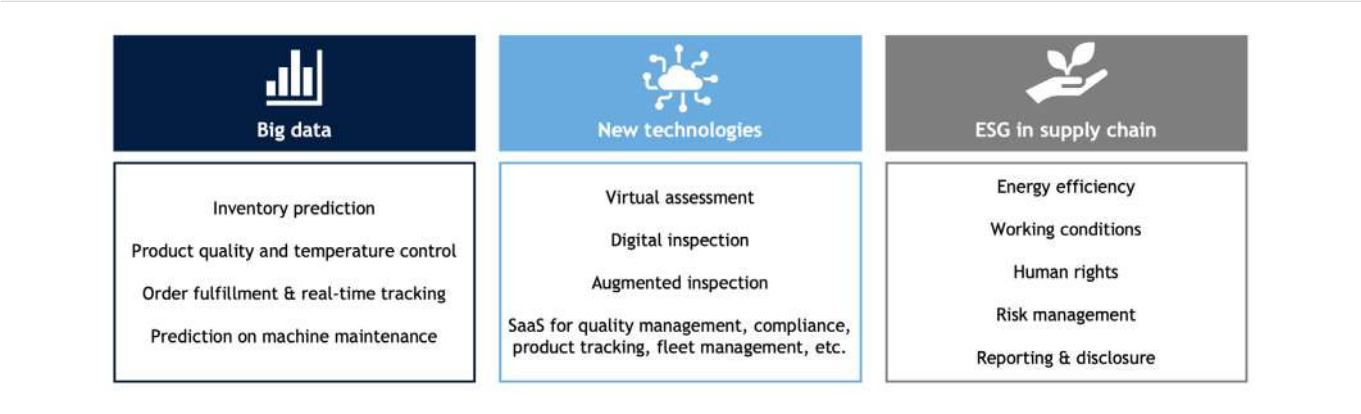 Big data
Inventory prediction
Product quality and temperature control
Order fulfillment & real-time tracking
Prediction on machine maintenance
New technologies
Virtual assessment
Digital inspection
Augmented inspection
SaaS for quality management, compliance,
product tracking, fleet management, etc.
ESG in supply chain
Energy efficiency
Working conditions
Human rights
Risk management
Reporting & disclosure